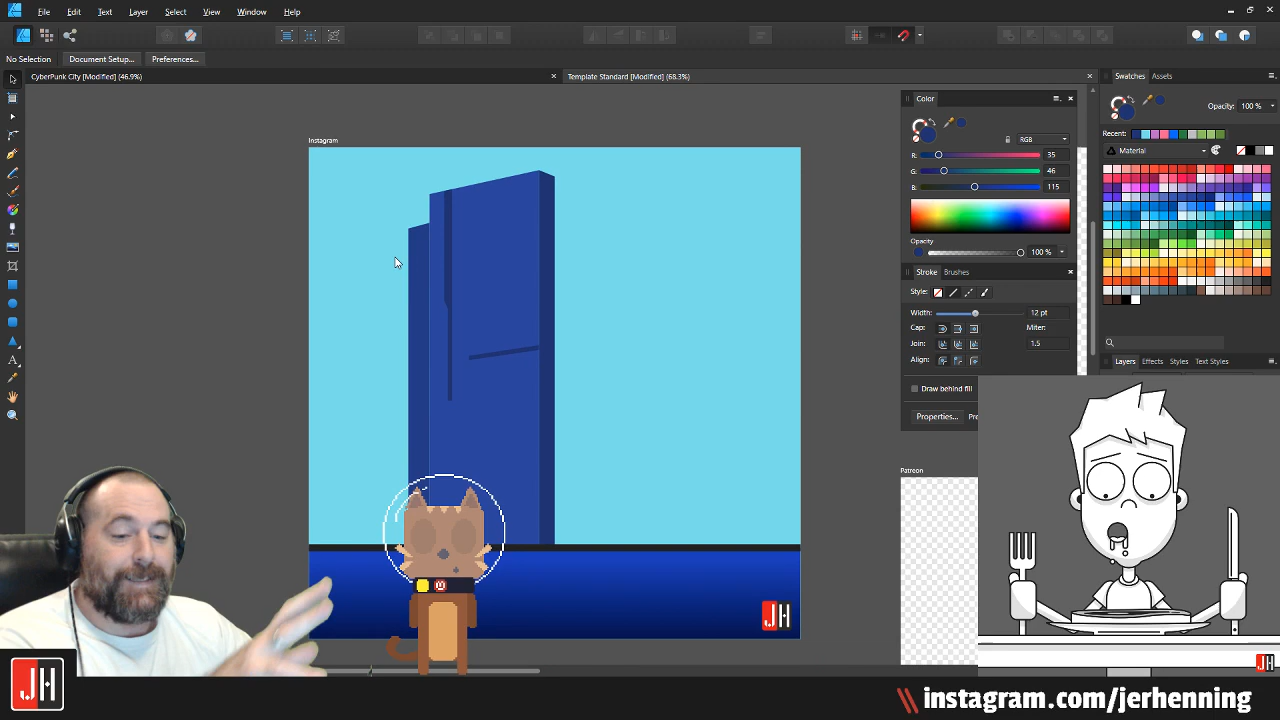 File Edit Text Layer Select View Window Help
No Selection Document Setup... Preferences...
CyberPunk City [Modified] (46.9%)
Template Standard [Modified] (68.3%)
Instagram
Color
RGB
R: 35
G: 46
B: 115
Opacity
100 %
Stroke Brushes
Style:
Width: 12 pt
Cap: Miter:
Join: 1.5
Align:
Draw behind fill
Properties...
Swatches Assets
Opacity: 100 %
Recent:
Material
Layers Effects Styles Text Styles
Patreon
JH
JH
JH
\\ instagram.com/jerhenning